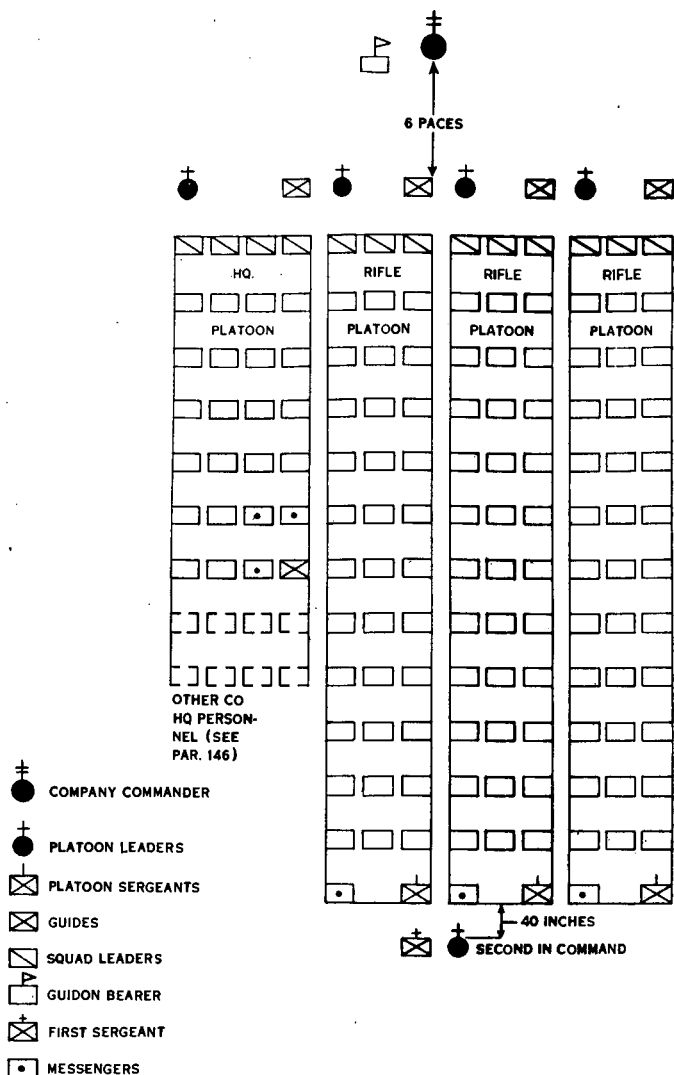 6 PACES
HQ.
RIFLE
RIFLE
RIFLE
PLATOON
PLATOON
PLATOON
PLATOON
OTHER CO
HQ PERSON-
NEL (SEE
PAR. 146)
40 INCHES
SECOND IN COMMAND
COMPANY COMMANDER
PLATOON LEADERS
PLATOON SERGEANTS
GUIDES
SQUAD LEADERS
GUIDON BEARER
FIRST SERGEANT
MESSENGERS